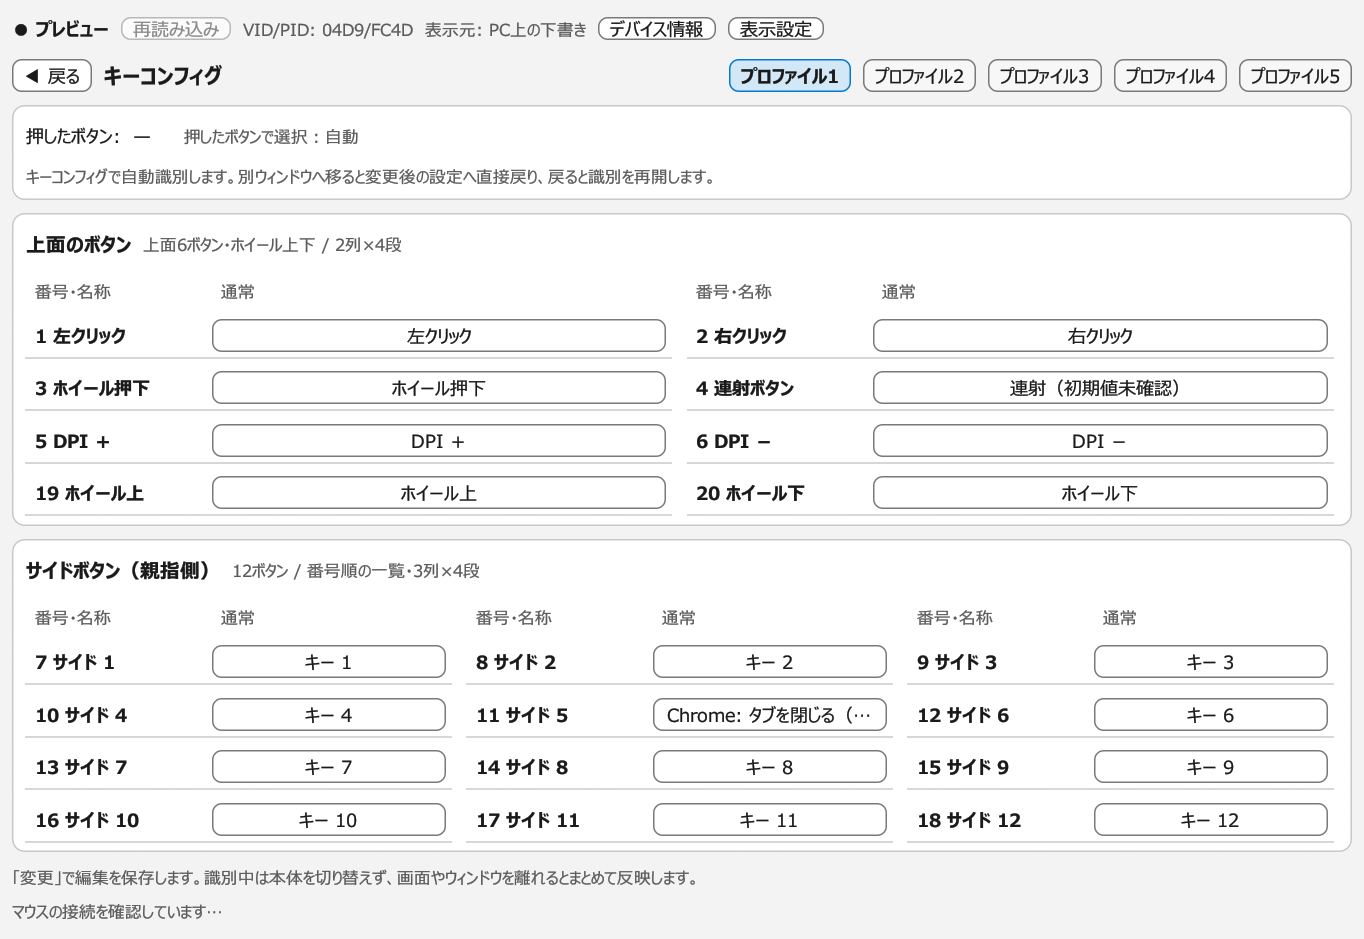 ● プレビュー 再読み込み VID/PID: 04D9/FC4D 表示元: PC上の下書き デバイス情報 表示設定
◀ 戻る キーコンフィグ プロファイル1 プロファイル2 プロファイル3 プロファイル4 プロファイル5
押したボタン: — 押したボタンで選択:自動
キーコンフィグで自動識別します。別ウィンドウへ移ると変更後の設定へ直接戻り、戻ると識別を再開します。
上面のボタン 上面6ボタン・ホイール上下 / 2列×4段
番号・名称 通常 番号・名称 通常
1 左クリック 左クリック 2 右クリック 右クリック
3 ホイール押下 ホイール押下 4 連射ボタン 連射（初期値未確認）
5 DPI ＋ DPI ＋ 6 DPI － DPI －
19 ホイール上 ホイール上 20 ホイール下 ホイール下
サイドボタン（親指側） 12ボタン / 番号順の一覧・3列×4段
番号・名称 通常 番号・名称 通常 番号・名称 通常
7 サイド 1 キー 1 8 サイド 2 キー 2 9 サイド 3 キー 3
10 サイド 4 キー 4 11 サイド 5 Chrome: タブを閉じる（… 12 サイド 6 キー 6
13 サイド 7 キー 7 14 サイド 8 キー 8 15 サイド 9 キー 9
16 サイド 10 キー 10 17 サイド 11 キー 11 18 サイド 12 キー 12
「変更」で編集を保存します。識別中は本体を切り替えず、画面やウィンドウを離れるとまとめて反映します。
マウスの接続を確認しています…